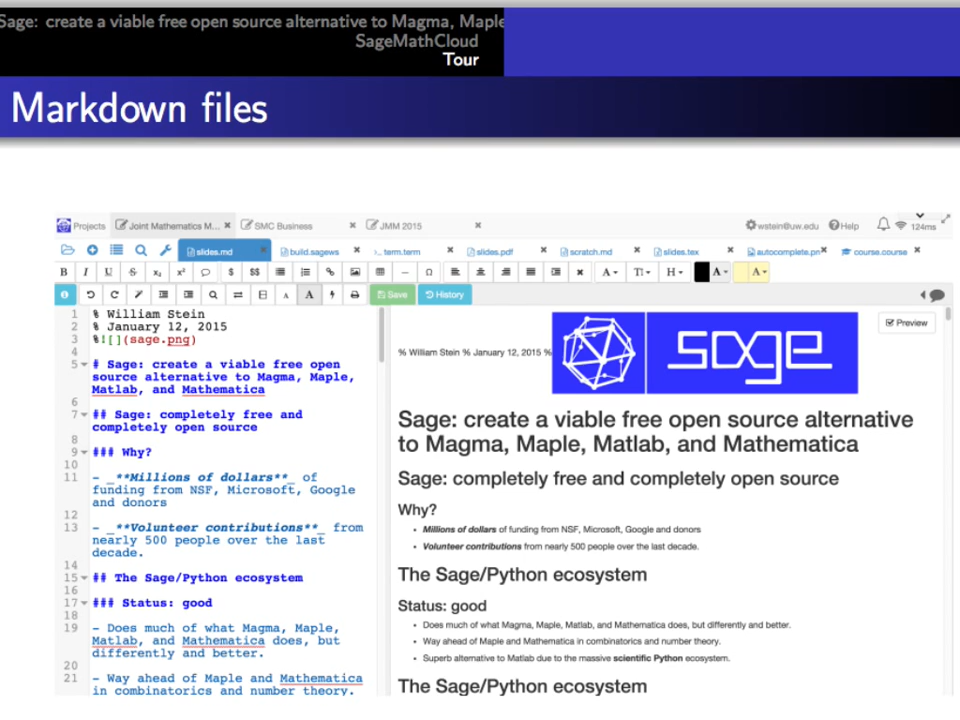 Sage: create a viable free open source alternative to Magma, Maple
SageMathCloud
Tour
Markdown files
Projects Joint Mathematics M... SMC Business JMM 2015 wstein@uw.edu Help 124ms
slides.md build.sagews term.term slides.pdf scratch.md slides.tex autocomplete.pn course.course
B I U S x₂ x² $ $$ Ω A T! H A A
A A Save History
Preview
1 % William Stein
2 % January 12, 2015
3 %![](sage.png)
4
5 # Sage: create a viable free open
source alternative to Magma, Maple,
Matlab, and Mathematica
6
7 ## Sage: completely free and
completely open source
8
9 ### Why?
10
11 - _**Millions of dollars**_ of
funding from NSF, Microsoft, Google
and donors
12
13 - _**Volunteer contributions**_ from
nearly 500 people over the last
decade.
14
15 ## The Sage/Python ecosystem
16
17 ### Status: good
18
19 - Does much of what Magma, Maple,
Matlab, and Mathematica does, but
differently and better.
20
21 - Way ahead of Maple and Mathematica
in combinatorics and number theory.
% William Stein % January 12, 2015 %
sage
Sage: create a viable free open source alternative
to Magma, Maple, Matlab, and Mathematica
Sage: completely free and completely open source
Why?
• Millions of dollars of funding from NSF, Microsoft, Google and donors
• Volunteer contributions from nearly 500 people over the last decade.
The Sage/Python ecosystem
Status: good
• Does much of what Magma, Maple, Matlab, and Mathematica does, but differently and better.
• Way ahead of Maple and Mathematica in combinatorics and number theory.
• Superb alternative to Matlab due to the massive scientific Python ecosystem.
The Sage/Python ecosystem